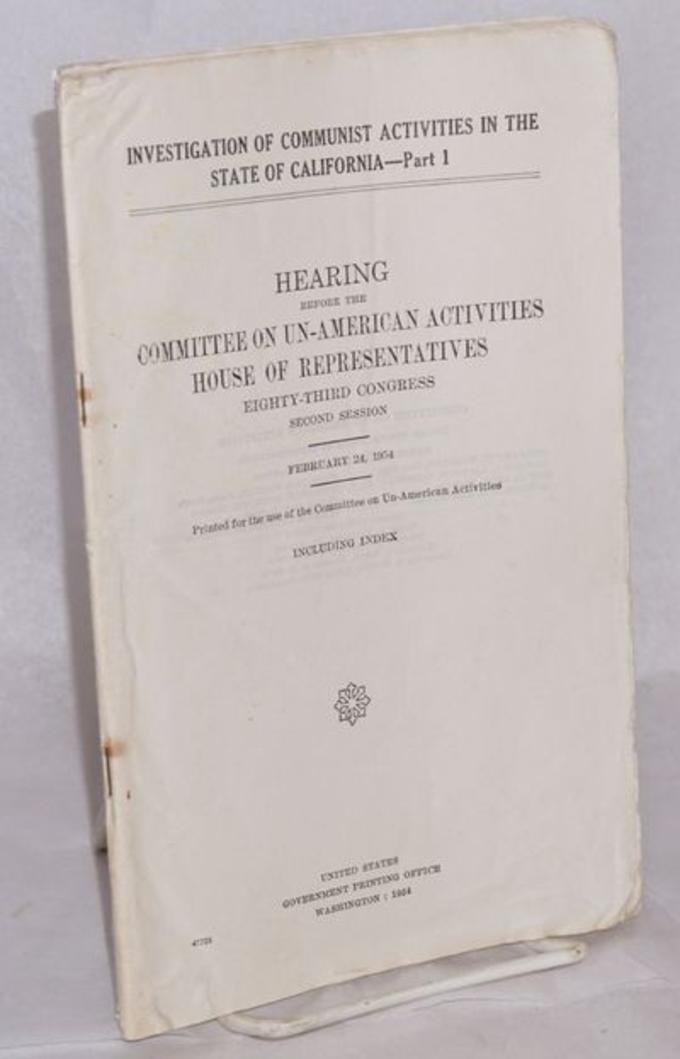 INVESTIGATION OF COMMUNIST ACTIVITIES IN THE
STATE OF CALIFORNIA—Part 1
HEARING
BEFORE THE
COMMITTEE ON UN-AMERICAN ACTIVITIES
HOUSE OF REPRESENTATIVES
EIGHTY-THIRD CONGRESS
SECOND SESSION
FEBRUARY 24, 1954
Printed for the use of the Committee on Un-American Activities
INCLUDING INDEX
UNITED STATES
GOVERNMENT PRINTING OFFICE
WASHINGTON : 1954